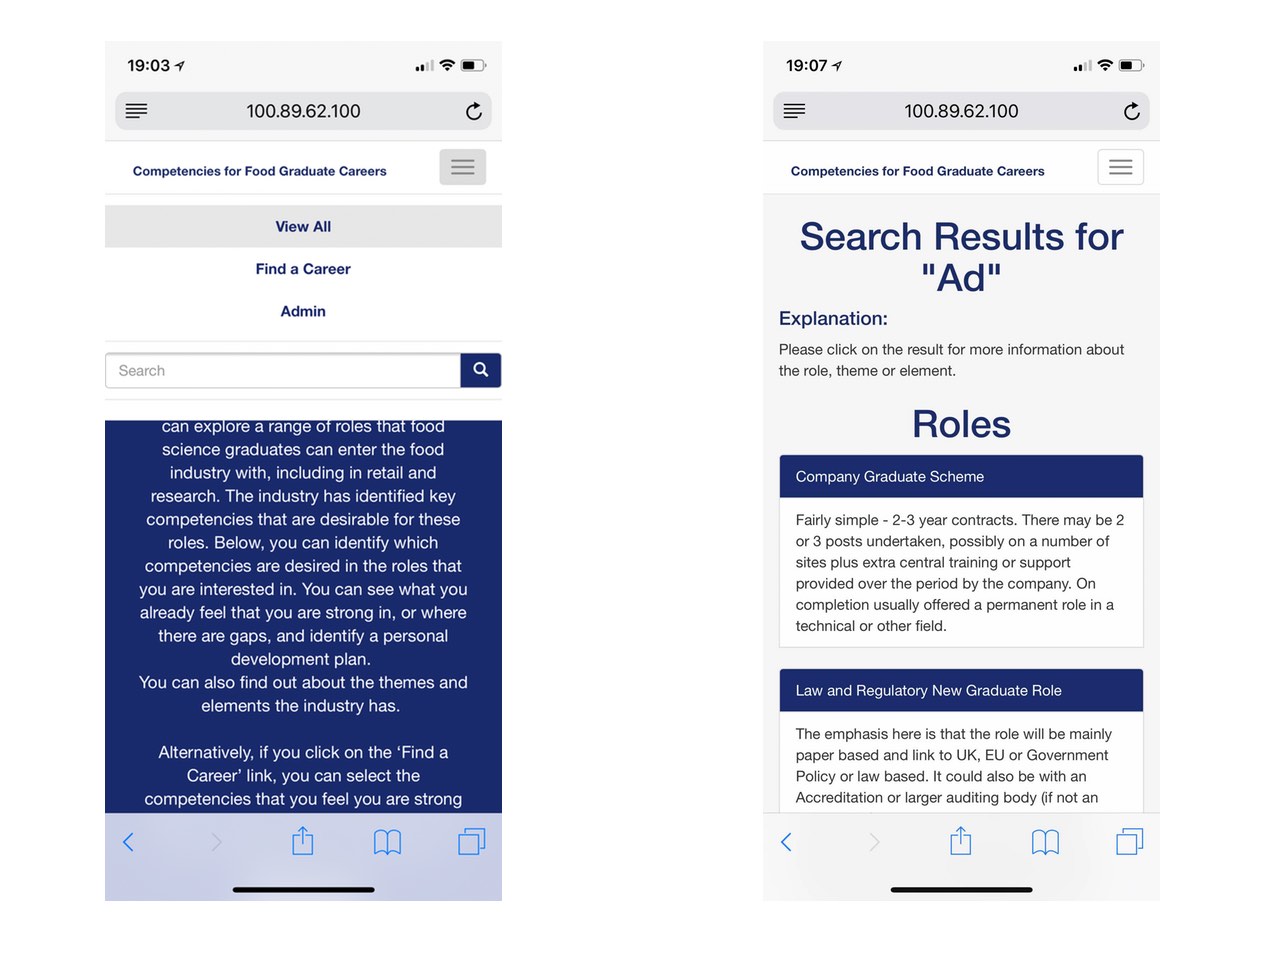 19:03
100.89.62.100
Competencies for Food Graduate Careers
View All
Find a Career
Admin
Search
can explore a range of roles that food
science graduates can enter the food
industry with, including in retail and
research. The industry has identified key
competencies that are desirable for these
roles. Below, you can identify which
competencies are desired in the roles that
you are interested in. You can see what you
already feel that you are strong in, or where
there are gaps, and identify a personal
development plan.
You can also find out about the themes and
elements the industry has.
Alternatively, if you click on the ‘Find a
Career’ link, you can select the
competencies that you feel you are strong
19:07
100.89.62.100
Competencies for Food Graduate Careers
Search Results for
"Ad"
Explanation:
Please click on the result for more information about
the role, theme or element.
Roles
Company Graduate Scheme
Fairly simple - 2-3 year contracts. There may be 2
or 3 posts undertaken, possibly on a number of
sites plus extra central training or support
provided over the period by the company. On
completion usually offered a permanent role in a
technical or other field.
Law and Regulatory New Graduate Role
The emphasis here is that the role will be mainly
paper based and link to UK, EU or Government
Policy or law based. It could also be with an
Accreditation or larger auditing body (if not an